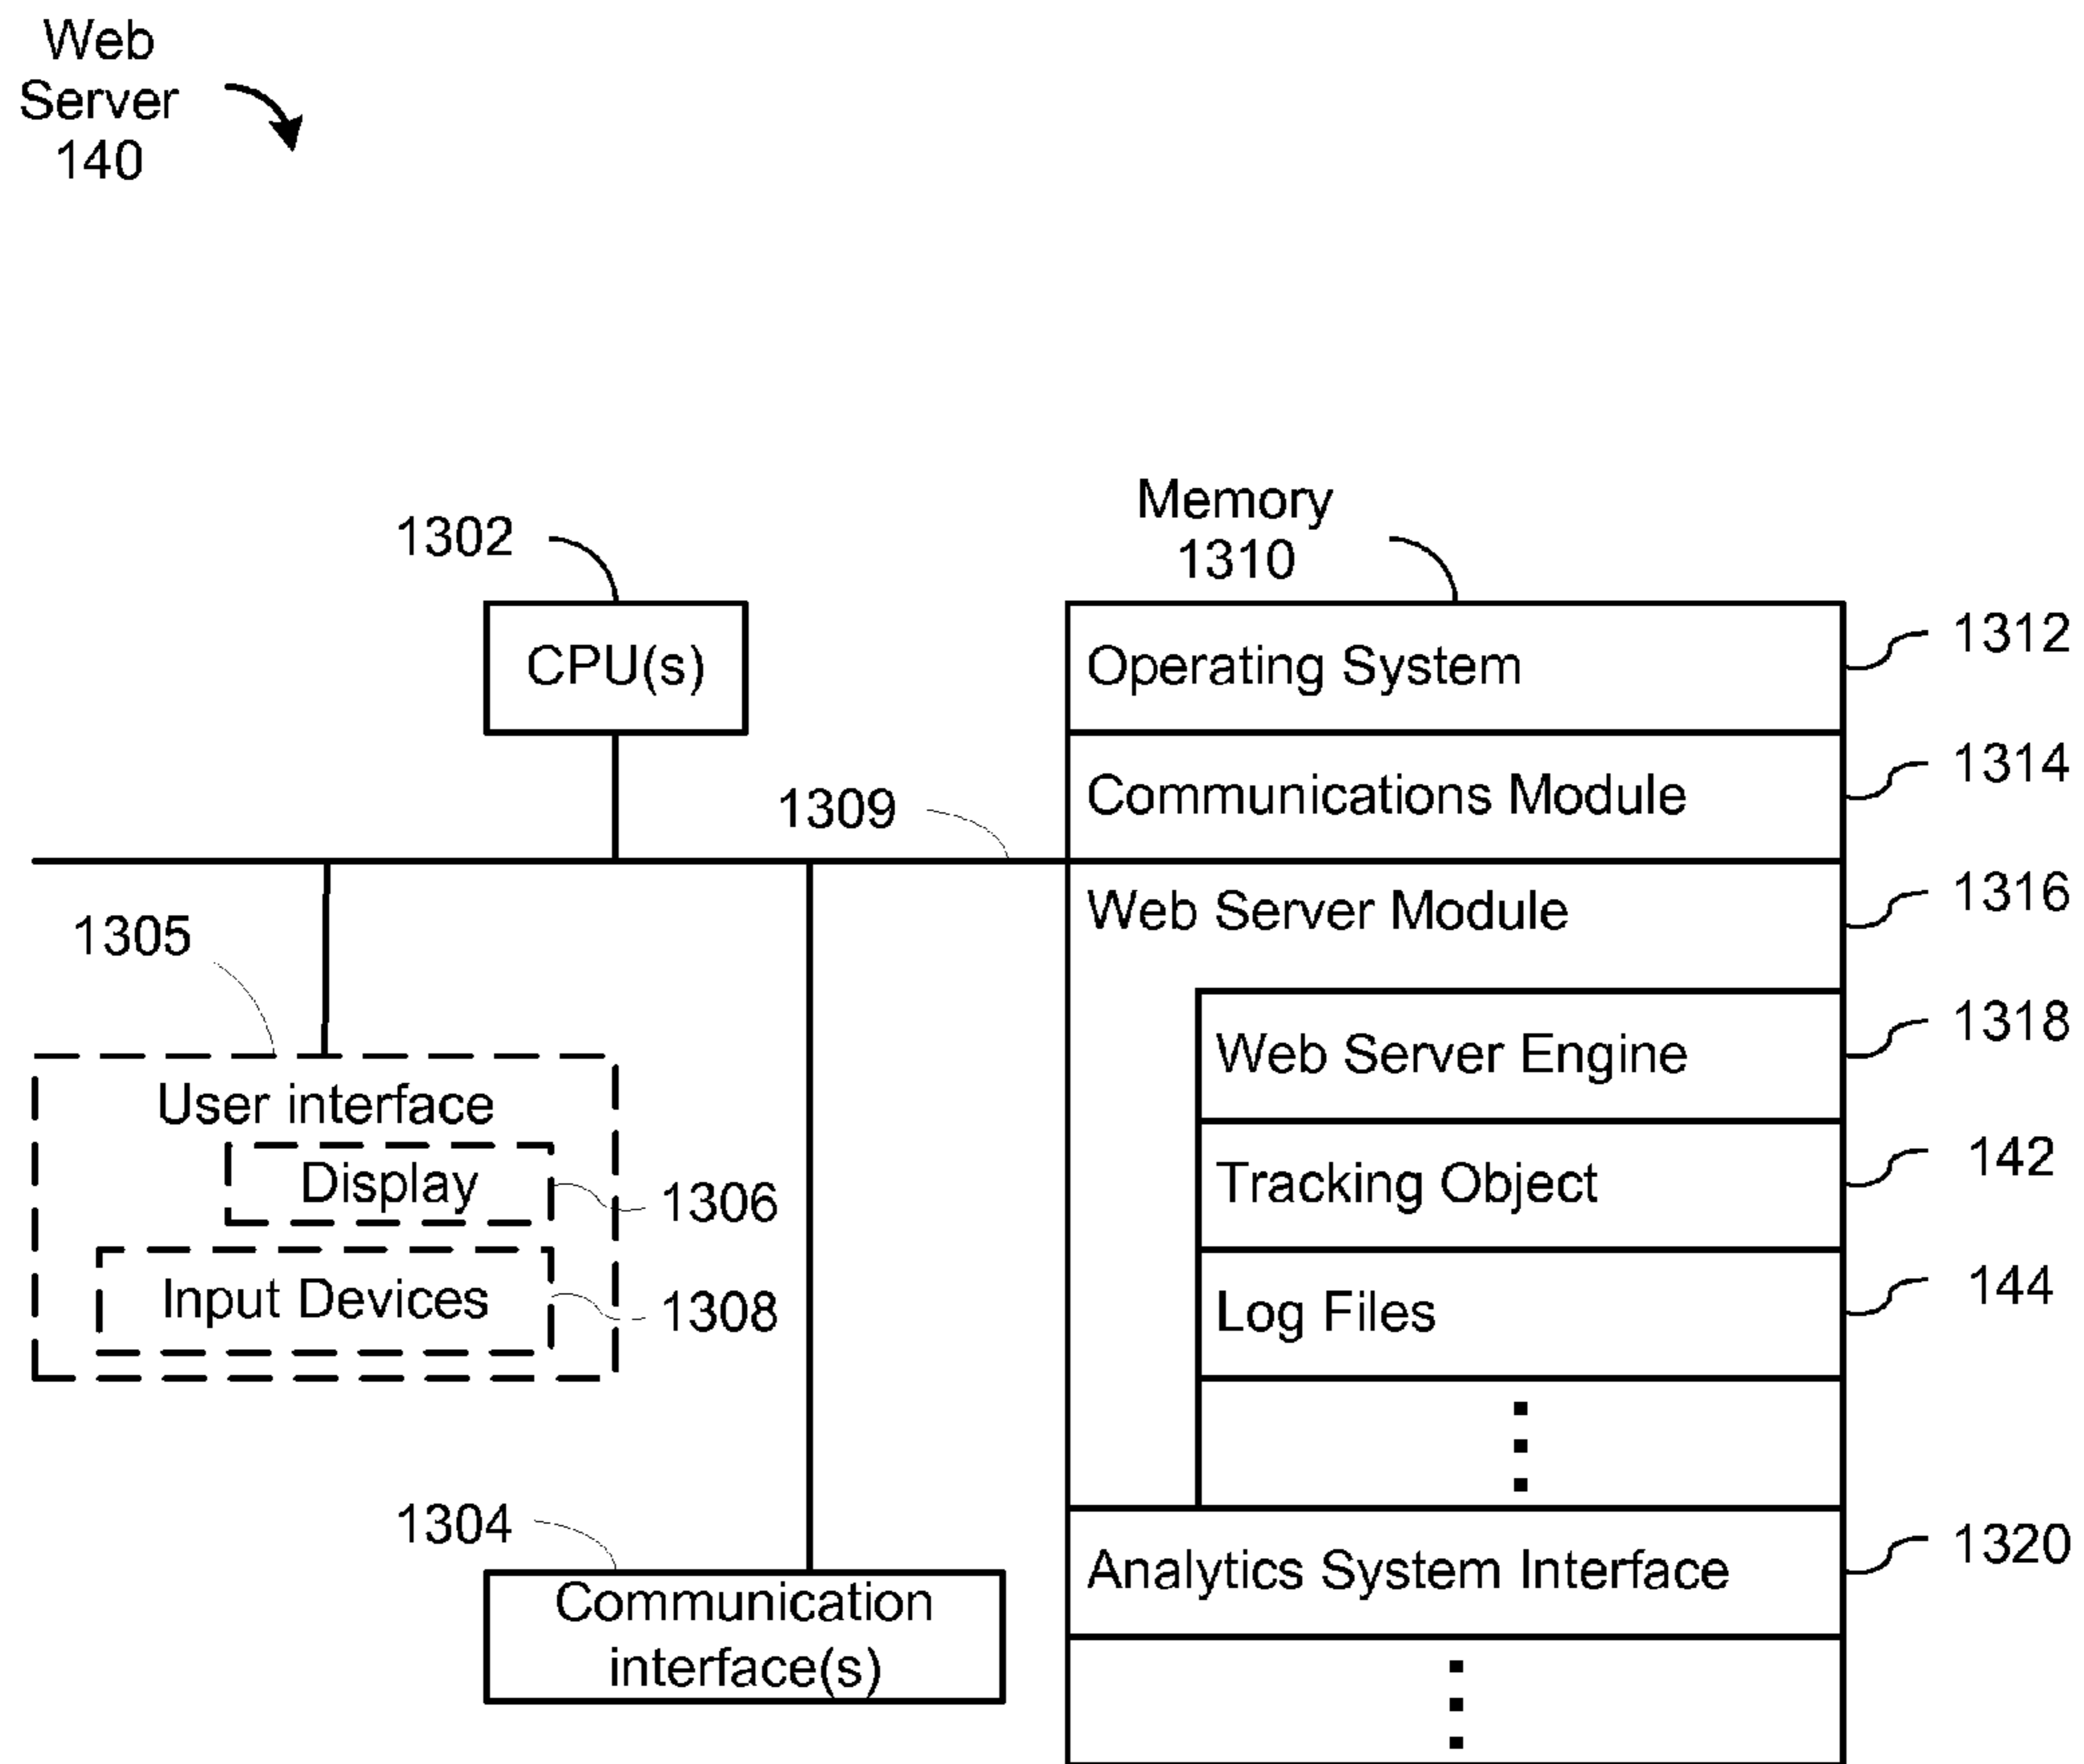 Web
Server
140
Memory
1310
1302
CPU(s)
Operating System
1312
Communications Module
1314
1309
Web Server Module
1316
1305
Web Server Engine
1318
User interface
Display
1306
Tracking Object
142
Input Devices
1308
Log Files
144
1304
Communication
interface(s)
Analytics System Interface
1320